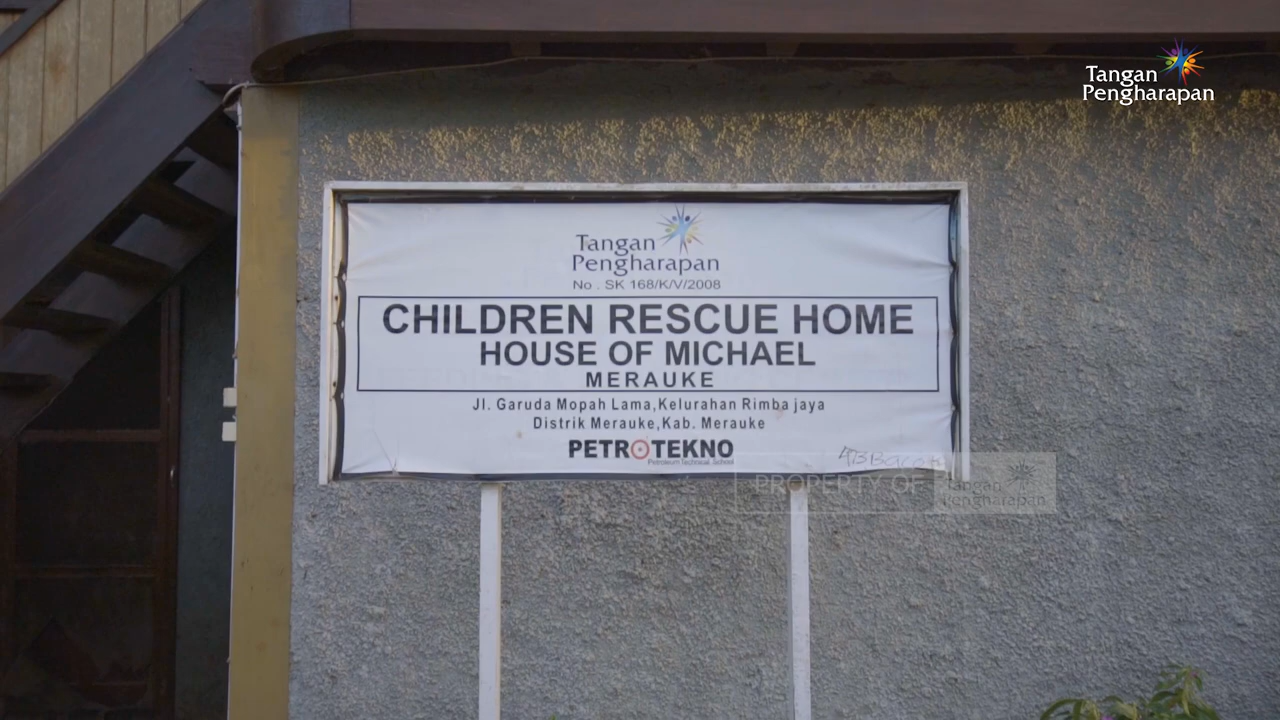 Tangan
Pengharapan
Tangan
Pengharapan
No . SK 168/K/V/2008
CHILDREN RESCUE HOME
HOUSE OF MICHAEL
MERAUKE
Jl. Garuda Mopah Lama,Kelurahan Rimba jaya
Distrik Merauke,Kab. Merauke
PETROTEKNO
Petroleum Technical School
PROPERTY OF
Tangan
Pengharapan